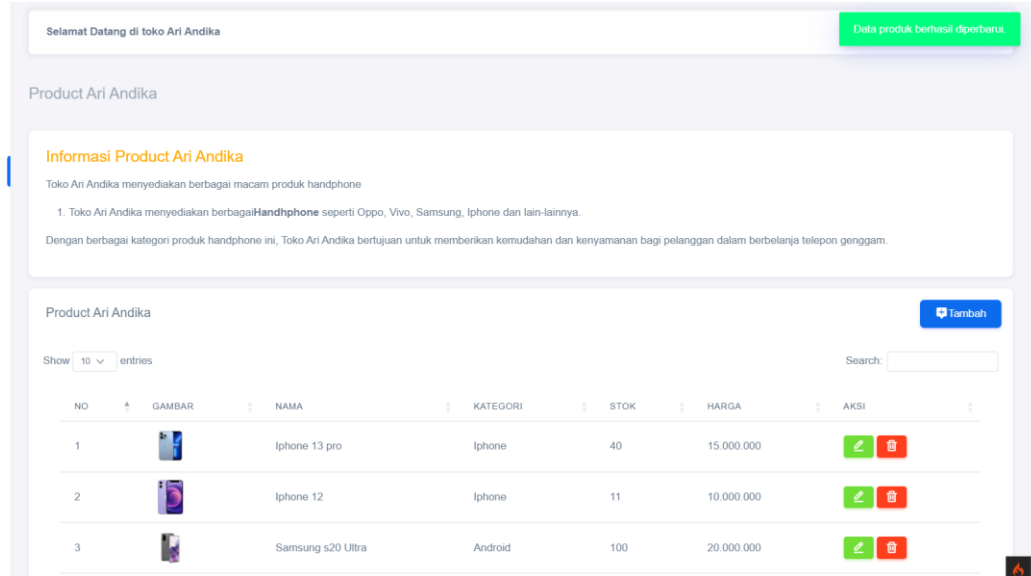 Selamat Datang di toko Ari Andika
Data produk berhasil diperbarui.
Product Ari Andika
Informasi Product Ari Andika
Toko Ari Andika menyediakan berbagai macam produk handphone
1. Toko Ari Andika menyediakan berbagaiHandhphone seperti Oppo, Vivo, Samsung, Iphone dan lain-lainnya.
Dengan berbagai kategori produk handphone ini, Toko Ari Andika bertujuan untuk memberikan kemudahan dan kenyamanan bagi pelanggan dalam berbelanja telepon genggam.
Product Ari Andika
Tambah
Show 10 entries
Search:
NO GAMBAR NAMA KATEGORI STOK HARGA AKSI
1 Iphone 13 pro Iphone 40 15.000.000
2 Iphone 12 Iphone 11 10.000.000
3 Samsung s20 Ultra Android 100 20.000.000